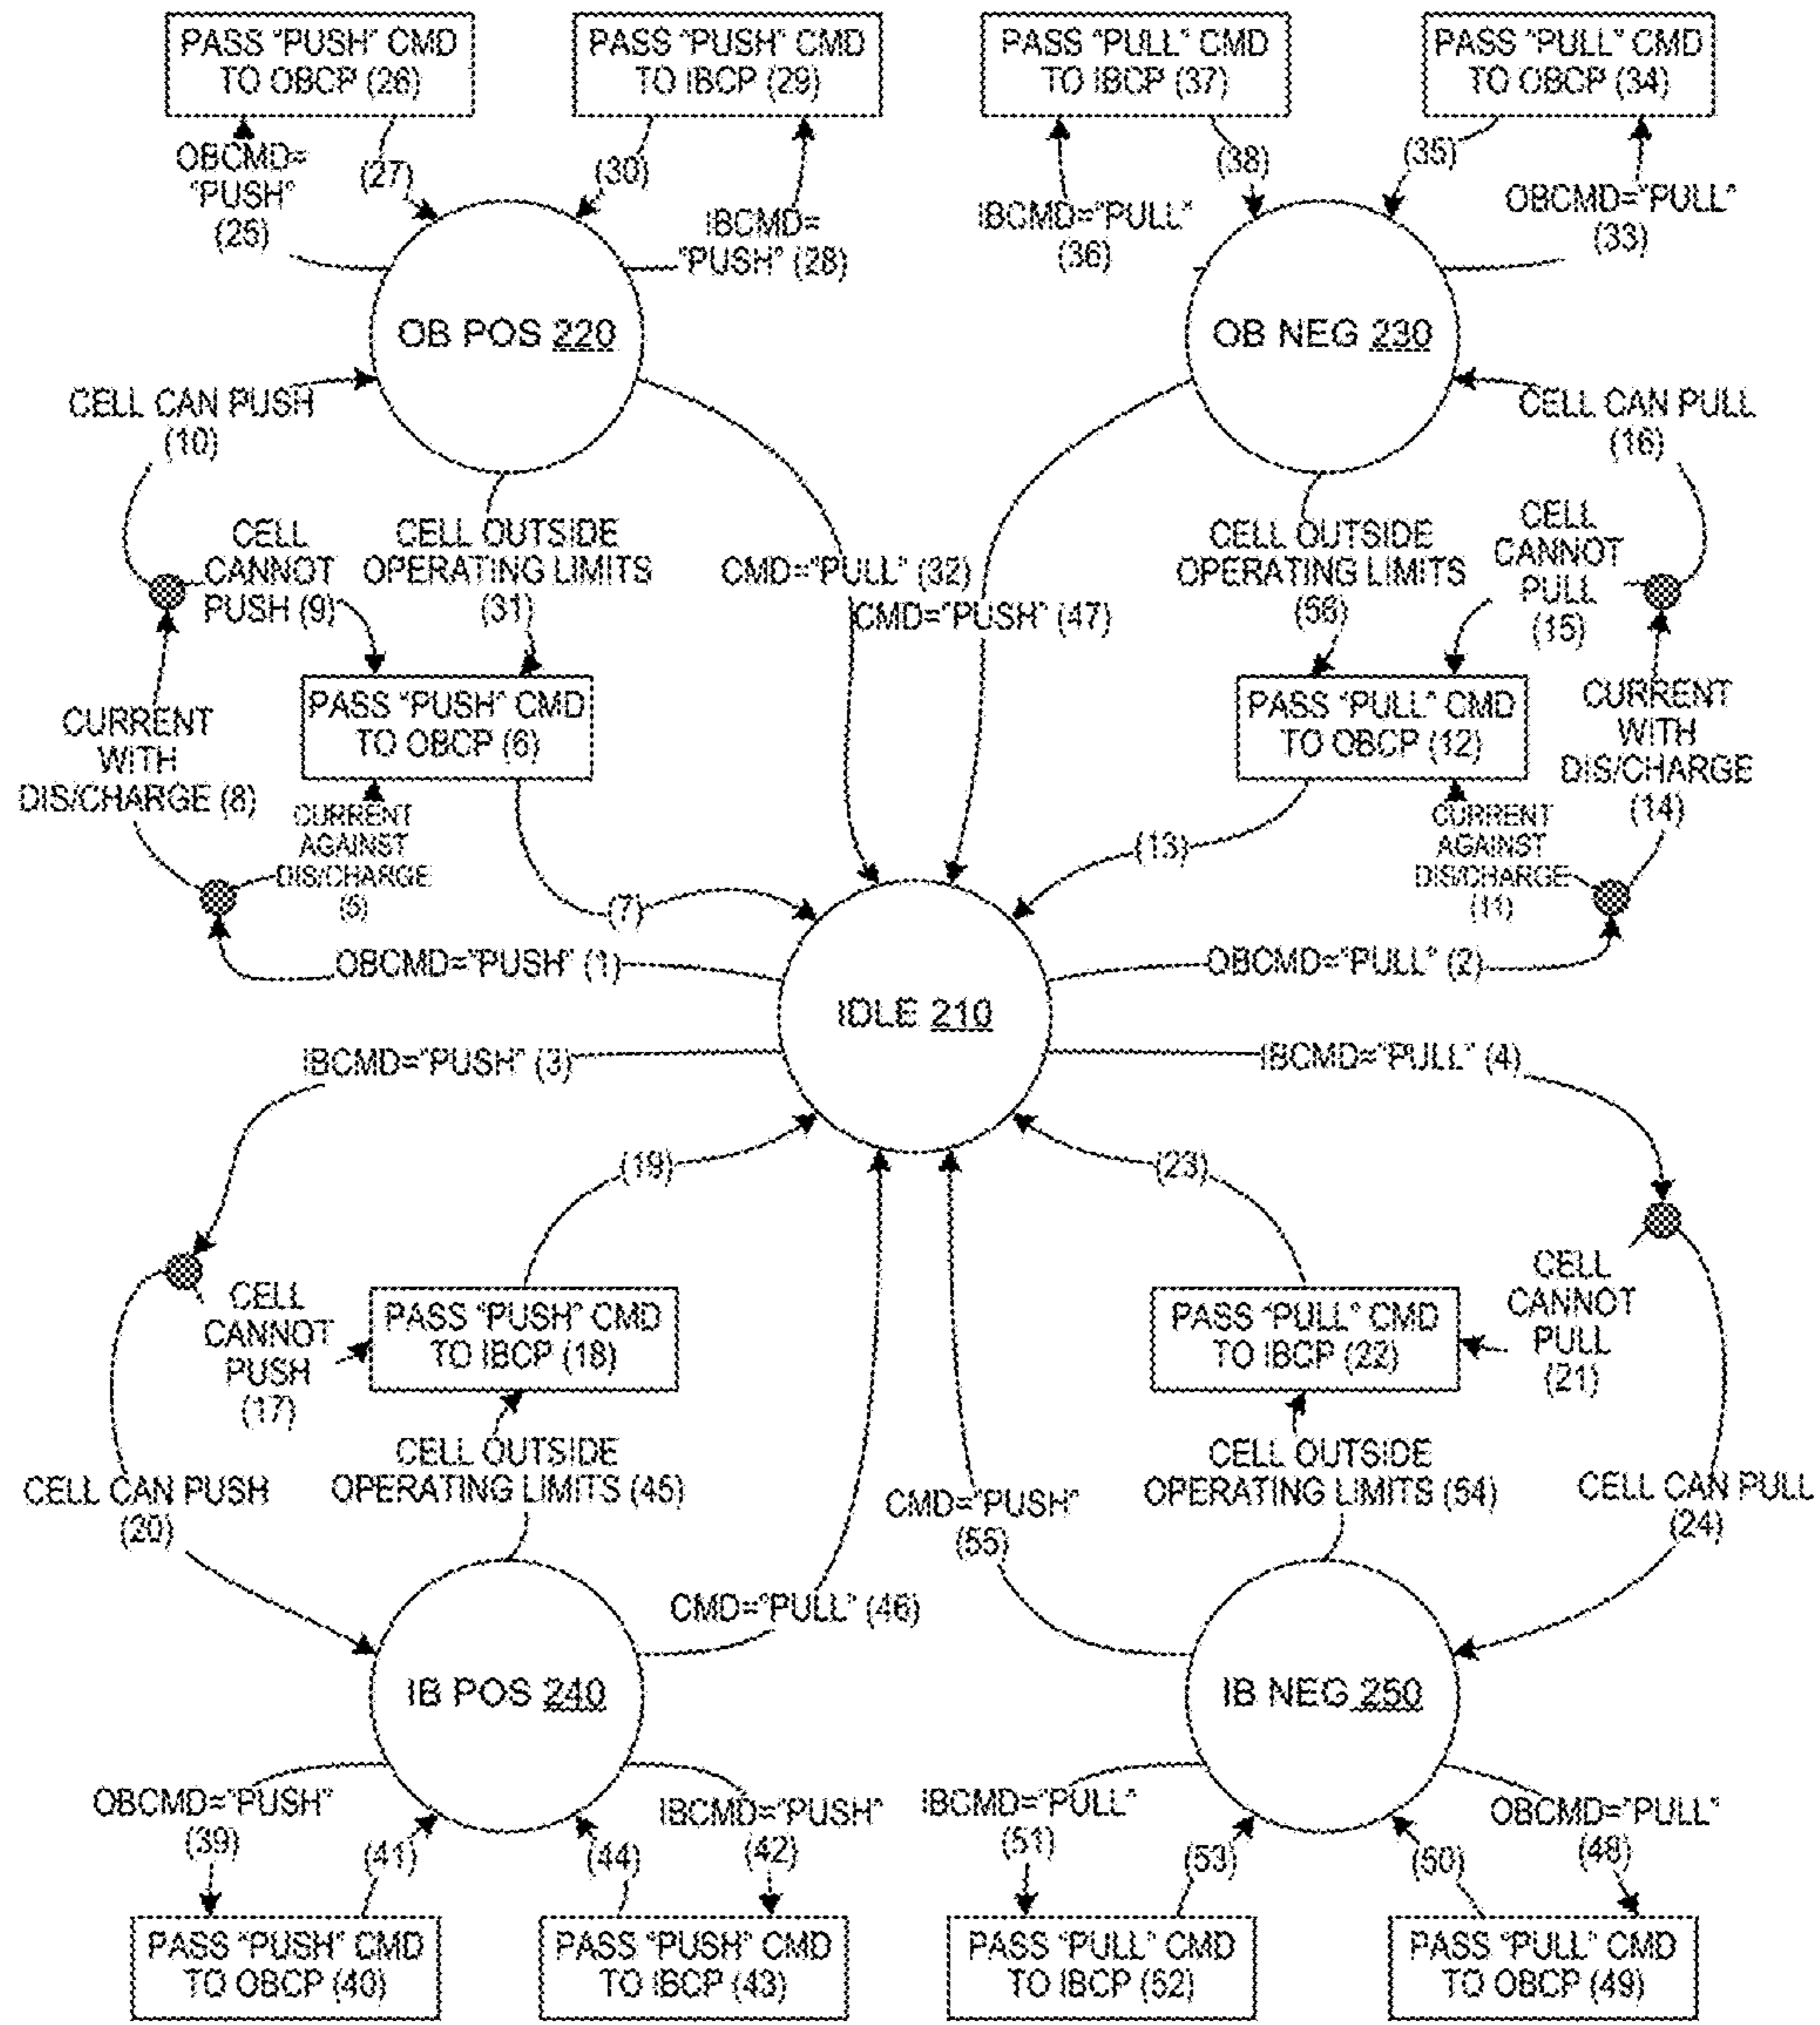 PASS "PUSH" CMD
TO OBCP (26)
PASS "PUSH" CMD
TO IBCP (29)
PASS "PULL" CMD
TO IBCP (37)
PASS "PULL" CMD
TO OBCP (34)
OBCMD=
"PUSH"
(25)
(27)
(30)
IBCMD=
"PUSH" (28)
IBCMD="PULL"
(36)
(38)
(35)
OBCMD="PULL"
(33)
OB POS 220
OB NEG 230
CELL CAN PUSH
(10)
CELL CAN PULL
(16)
CELL
CANNOT
PUSH (9)
CELL OUTSIDE
OPERATING LIMITS
(31)
CMD="PULL" (32)
CMD="PUSH" (47)
CELL OUTSIDE
OPERATING LIMITS
(56)
CELL
CANNOT
PULL
(15)
CURRENT
WITH
DIS/CHARGE (8)
PASS "PUSH" CMD
TO OBCP (6)
PASS "PULL" CMD
TO OBCP (12)
CURRENT
WITH
DIS/CHARGE
(14)
CURRENT
AGAINST
DIS/CHARGE
(5)
(7)
(13)
CURRENT
AGAINST
DIS/CHARGE
(11)
OBCMD="PUSH" (1)
OBCMD="PULL" (2)
IDLE 210
IBCMD="PUSH" (3)
IBCMD="PULL" (4)
(19)
(23)
CELL
CANNOT
PUSH
(17)
PASS "PUSH" CMD
TO IBCP (18)
PASS "PULL" CMD
TO IBCP (22)
CELL
CANNOT
PULL
(21)
CELL CAN PUSH
(20)
CELL OUTSIDE
OPERATING LIMITS (45)
CMD="PUSH"
(55)
CELL OUTSIDE
OPERATING LIMITS (54)
CELL CAN PULL
(24)
CMD="PULL" (46)
IB POS 240
IB NEG 250
OBCMD="PUSH"
(39)
(41)
(44)
IBCMD="PUSH"
(42)
IBCMD="PULL"
(51)
(53)
(50)
OBCMD="PULL"
(48)
PASS "PUSH" CMD
TO OBCP (40)
PASS "PUSH" CMD
TO IBCP (43)
PASS "PULL" CMD
TO IBCP (52)
PASS "PULL" CMD
TO OBCP (49)